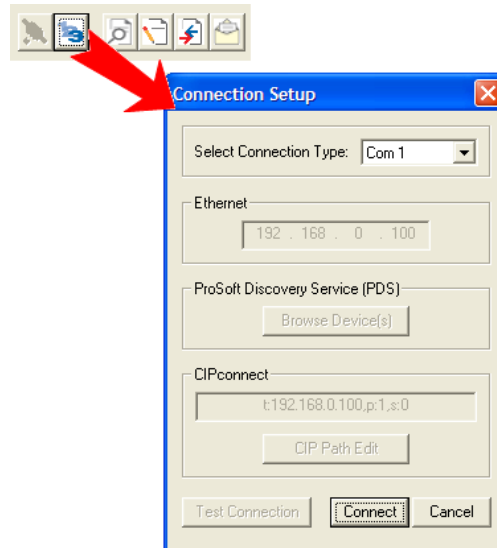 Connection Setup
Select Connection Type: Com 1
Ethernet
192 . 168 . 0 . 100
ProSoft Discovery Service (PDS)
Browse Device(s)
CIPconnect
t:192.168.0.100,p:1,s:0
CIP Path Edit
Test Connection Connect Cancel